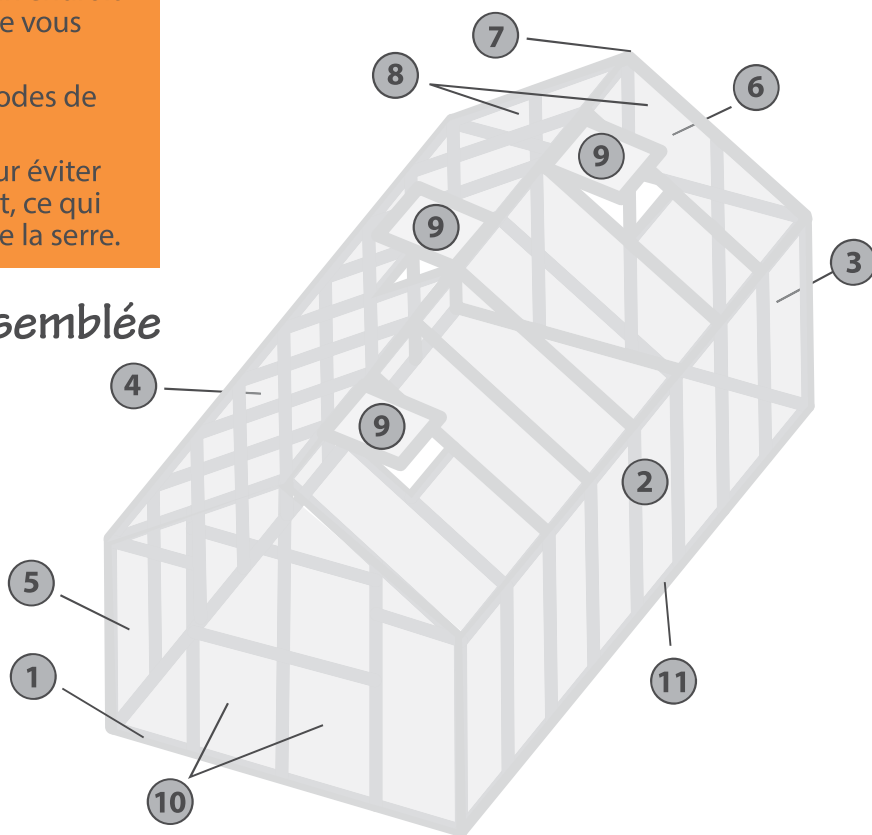 e vous
odes de
ur éviter
t, ce qui
e la serre.
semblée
7
8
6
9
9
3
4
9
2
5
1
11
10